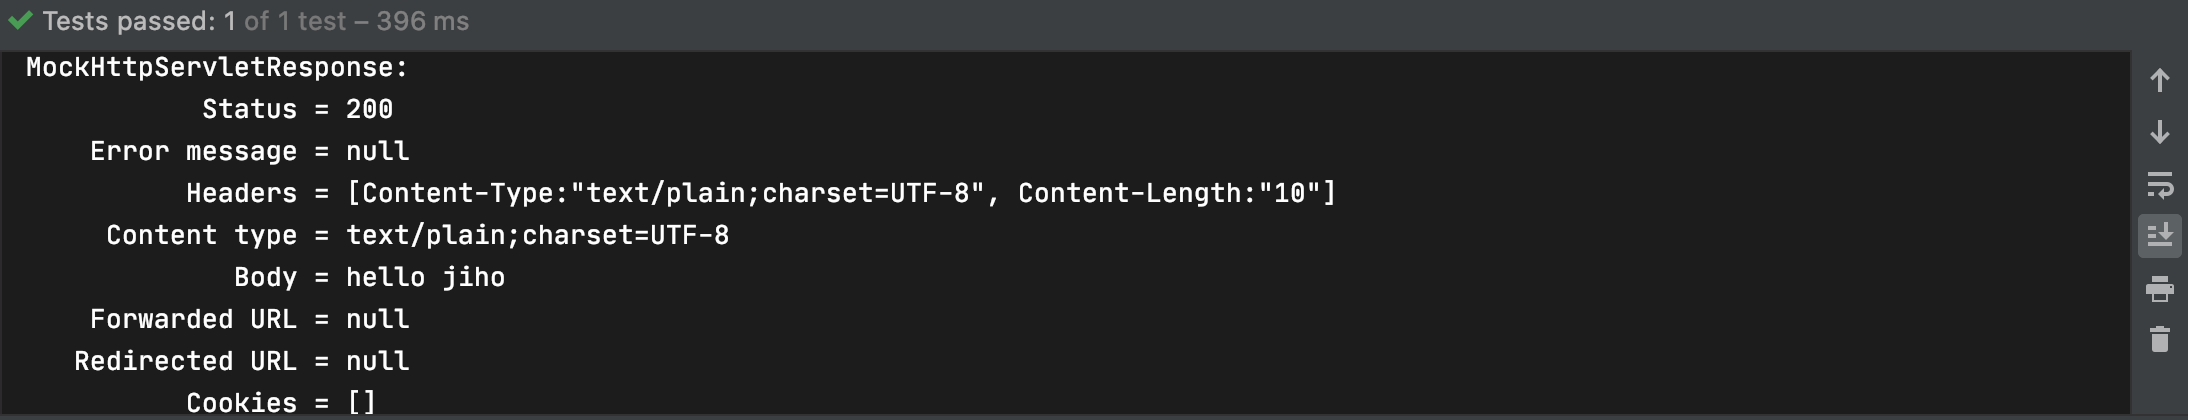 Tests passed: 1 of 1 test – 396 ms
MockHttpServletResponse:
Status = 200
Error message = null
Headers = [Content-Type:"text/plain;charset=UTF-8", Content-Length:"10"]
Content type = text/plain;charset=UTF-8
Body = hello jiho
Forwarded URL = null
Redirected URL = null
Cookies = []